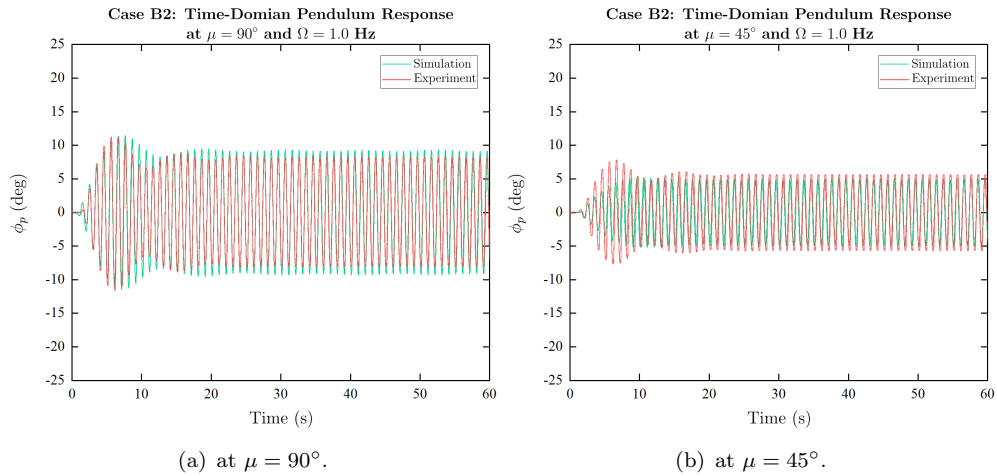 Case B2: Time-Domian Pendulum Response
at μ = 90° and Ω = 1.0 Hz
25
20
15
10
5
0
-5
-10
-15
-20
-25
ϕp (deg)
Simulation
Experiment
0
10
20
30
40
50
60
Time (s)
(a) at μ = 90°.
Case B2: Time-Domian Pendulum Response
at μ = 45° and Ω = 1.0 Hz
25
20
15
10
5
0
-5
-10
-15
-20
-25
ϕp (deg)
Simulation
Experiment
0
10
20
30
40
50
60
Time (s)
(b) at μ = 45°.